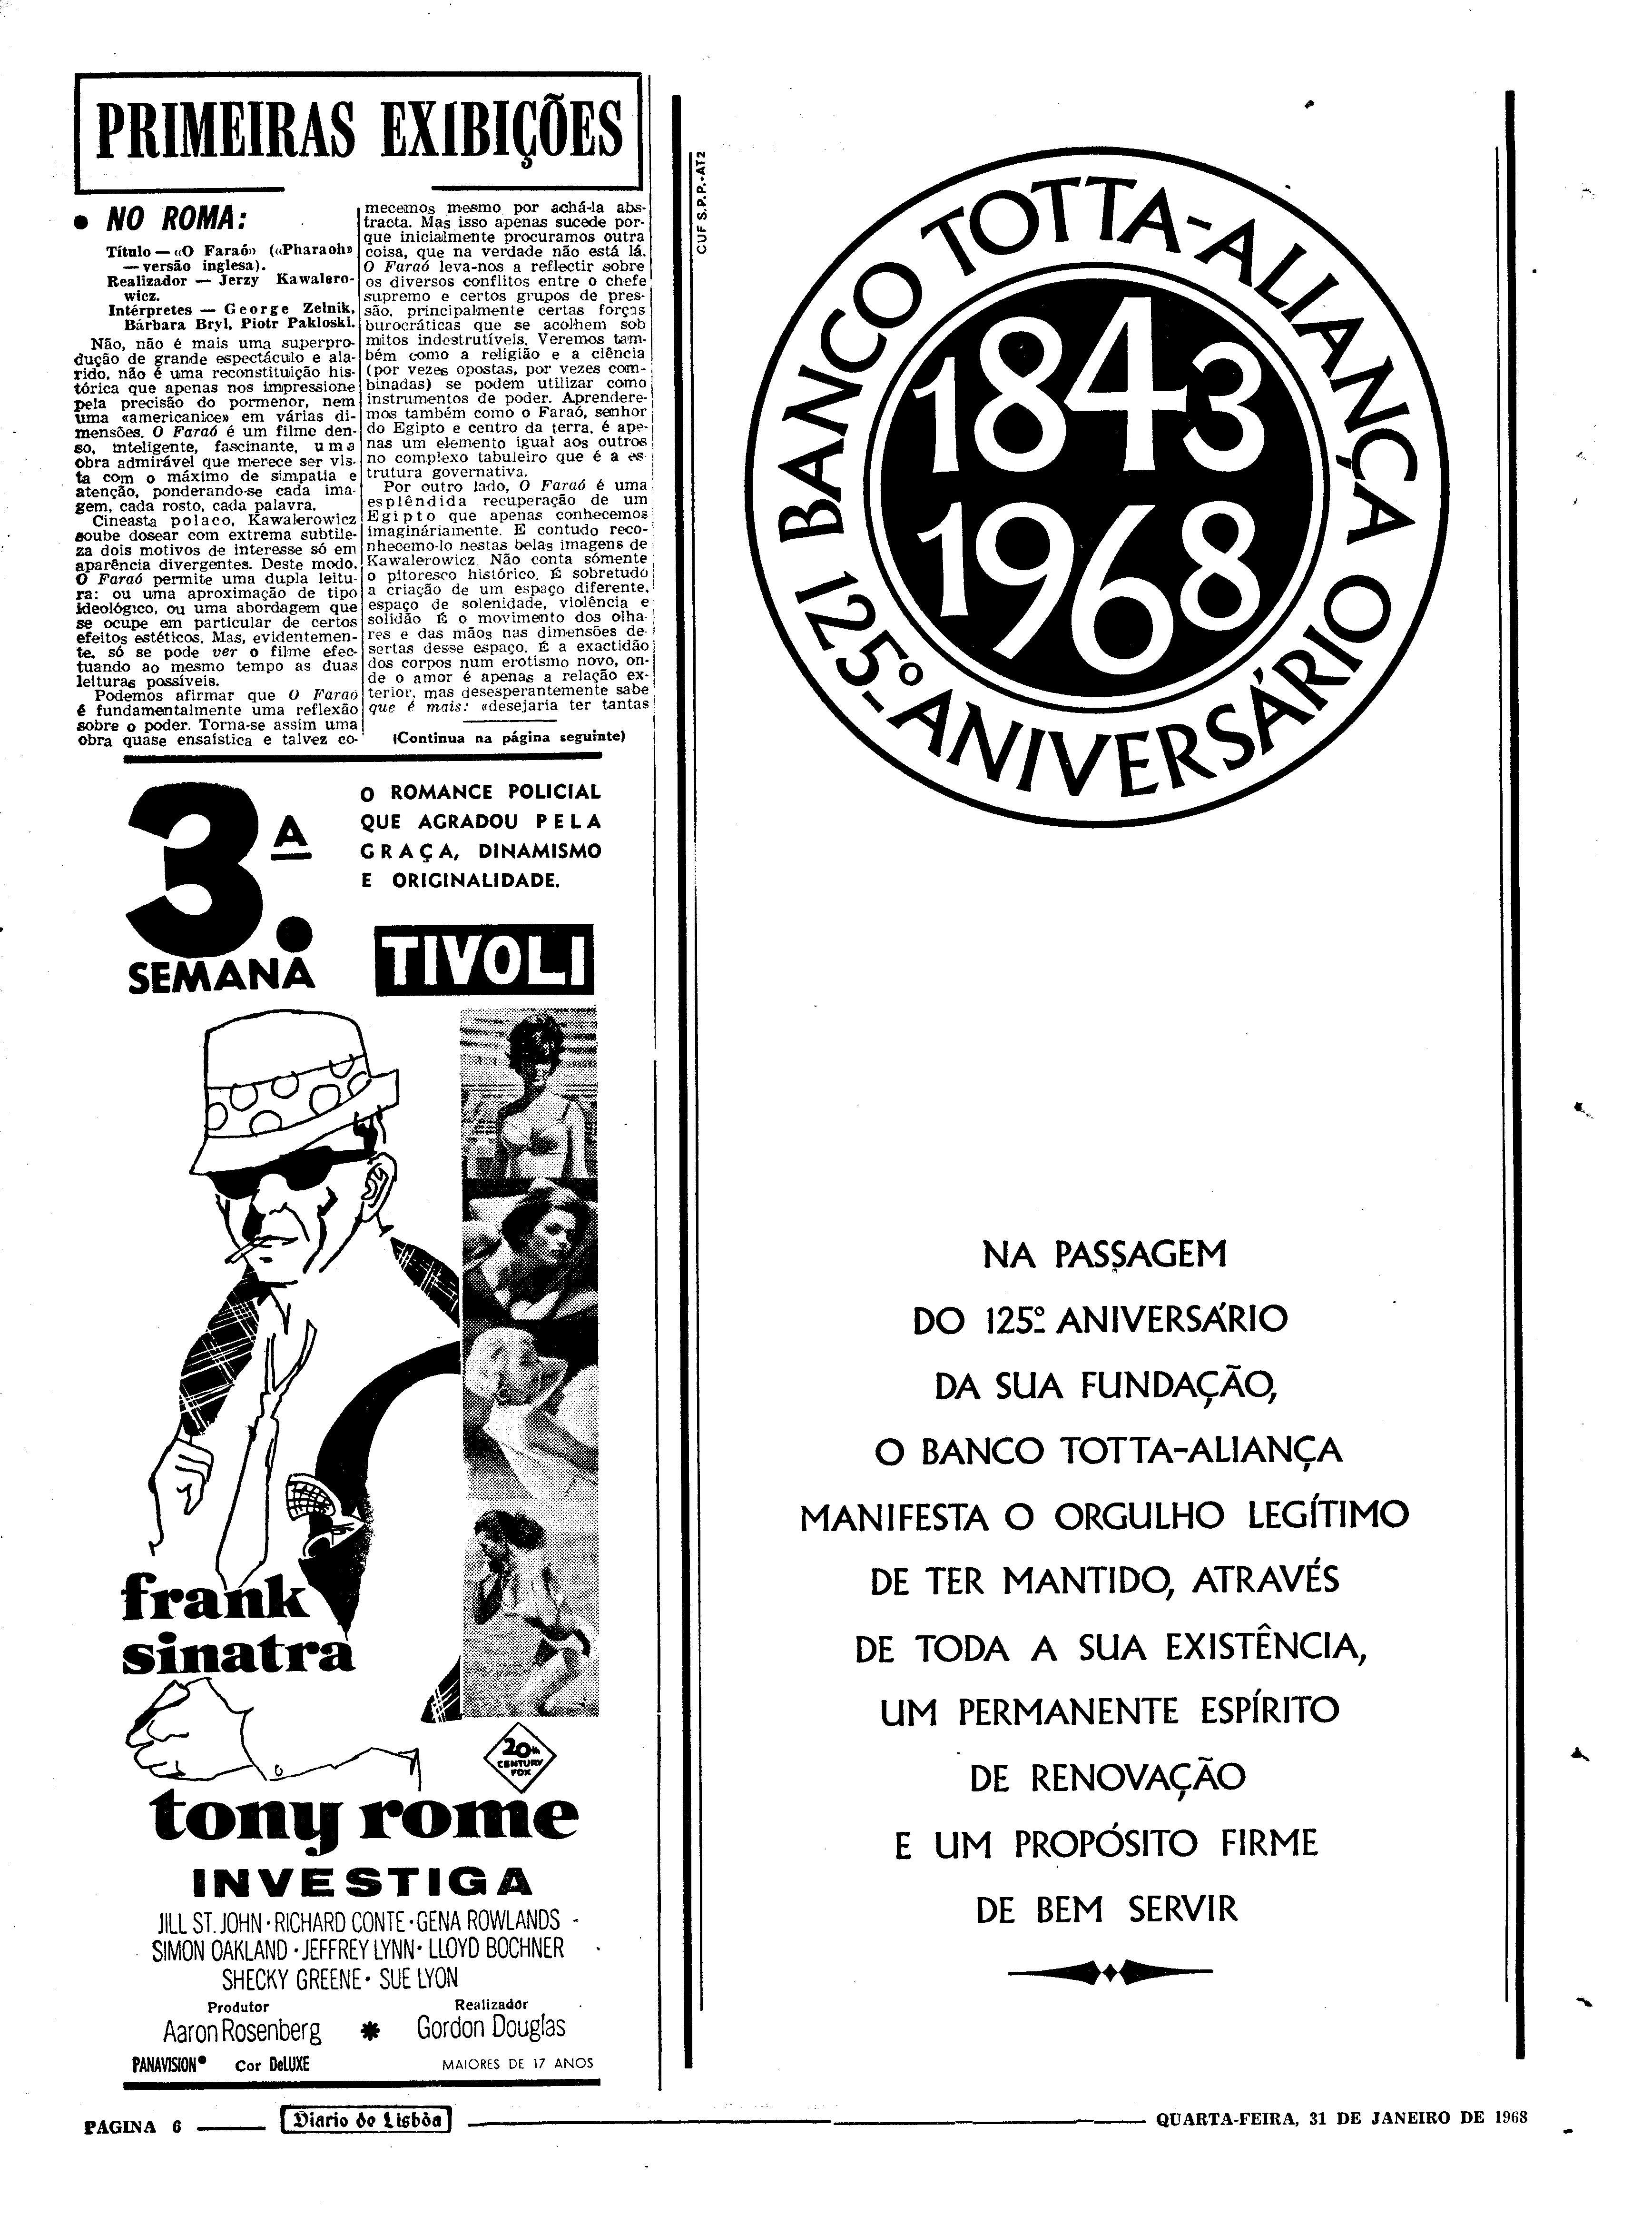 PRIMEIRAS EXIBIÇÕES
● NO ROMA:
Título — «O Faraó» («Pharaoh»
— versão inglesa).
Realizador — Jerzy Kawalero-
wicz.
Intérpretes — George Zelnik,
Bárbara Bryl, Piotr Pakloski.
Não, não é mais uma superpro-
dução de grande espectáculo e ala-
rido, não é uma reconstituição his-
tórica que apenas nos impressione
pela precisão do pormenor, nem
uma «americanice» em várias di-
mensões. O Faraó é um filme den-
so, inteligente, fascinante, uma
obra admirável que merece ser vis-
ta com o máximo de simpatia e
atenção, ponderando-se cada ima-
gem, cada rosto, cada palavra.
Cineasta polaco, Kawalerowicz
soube dosear com extrema subtile-
za dois motivos de interesse só em
aparência divergentes. Deste modo,
O Faraó permite uma dupla leitu-
ra: ou uma aproximação de tipo
ideológico, ou uma abordagem que
se ocupe em particular de certos
efeitos estéticos. Mas, evidentemen-
te, só se pode ver o filme efec-
tuando ao mesmo tempo as duas
leituras possíveis.
Podemos afirmar que O Faraó
é fundamentalmente uma reflexão
sobre o poder. Torna-se assim uma
obra quase ensaística e talvez co-
mecemos mesmo por achá-la abs-
tracta. Mas isso apenas sucede por-
que inicialmente procuramos outra
coisa, que na verdade não está lá.
O Faraó leva-nos a reflectir sobre
os diversos conflitos entre o chefe
supremo e certos grupos de pres-
são, principalmente certas forças
burocráticas que se acolhem sob
mitos indestrutíveis. Veremos tam-
bém como a religião e a ciência
(por vezes opostas, por vezes com-
binadas) se podem utilizar como
instrumentos de poder. Aprendere-
mos também como o Faraó, senhor
do Egipto e centro da terra, é ape-
nas um elemento igual aos outros
no complexo tabuleiro que é a es-
trutura governativa.
Por outro lado, O Faraó é uma
esplêndida recuperação de um
Egipto que apenas conhecemos
imaginàriamente. E contudo reco-
nhecemo-lo nestas belas imagens de
Kawalerowicz Não conta sòmente
o pitoresco histórico. É sobretudo
a criação de um espaço diferente,
espaço de solenidade, violência e
solidão É o movimento dos olha-
res e das mãos nas dimensões de-
sertas desse espaço. É a exactidão
dos corpos num erotismo novo, on-
de o amor é apenas a relação ex-
terior, mas desesperantemente sabe
que é mais: «desejaria ter tantas
(Continua na página seguinte)
3.ª
SEMANA
O ROMANCE POLICIAL
QUE AGRADOU PELA
GRAÇA, DINAMISMO
E ORIGINALIDADE.
TIVOLI
frank
sinatra
20th
CENTURY
FOX
tony rome
INVESTIGA
JILL ST. JOHN · RICHARD CONTE · GENA ROWLANDS -
SIMON OAKLAND · JEFFREY LYNN · LLOYD BOCHNER
SHECKY GREENE · SUE LYON
Produtor
Aaron Rosenberg
*
Realizador
Gordon Douglas
PANAVISION® Cor DeLUXE
MAIORES DE 17 ANOS
CUF S.P.P.-AT2
O BANCO TOTTA-ALIANÇA
125º ANIVERSÁRIO
1843
1968
NA PASSAGEM
DO 125º ANIVERSÁRIO
DA SUA FUNDAÇÃO,
O BANCO TOTTA-ALIANÇA
MANIFESTA O ORGULHO LEGÍTIMO
DE TER MANTIDO, ATRAVÉS
DE TODA A SUA EXISTÊNCIA,
UM PERMANENTE ESPÍRITO
DE RENOVAÇÃO
E UM PROPÓSITO FIRME
DE BEM SERVIR
PAGINA 6
Diario de Lisbôa
QUARTA-FEIRA, 31 DE JANEIRO DE 1968